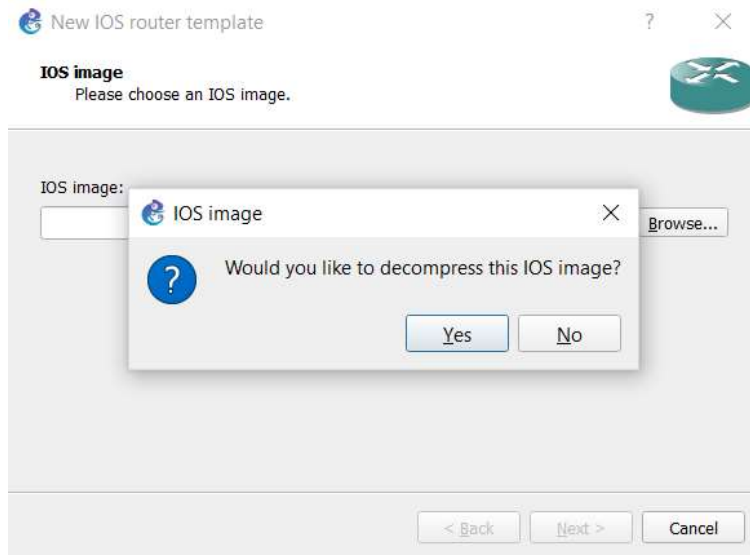 New IOS router template
IOS image
Please choose an IOS image.
IOS image:
Browse...
IOS image
Would you like to decompress this IOS image?
Yes No
< Back Next > Cancel